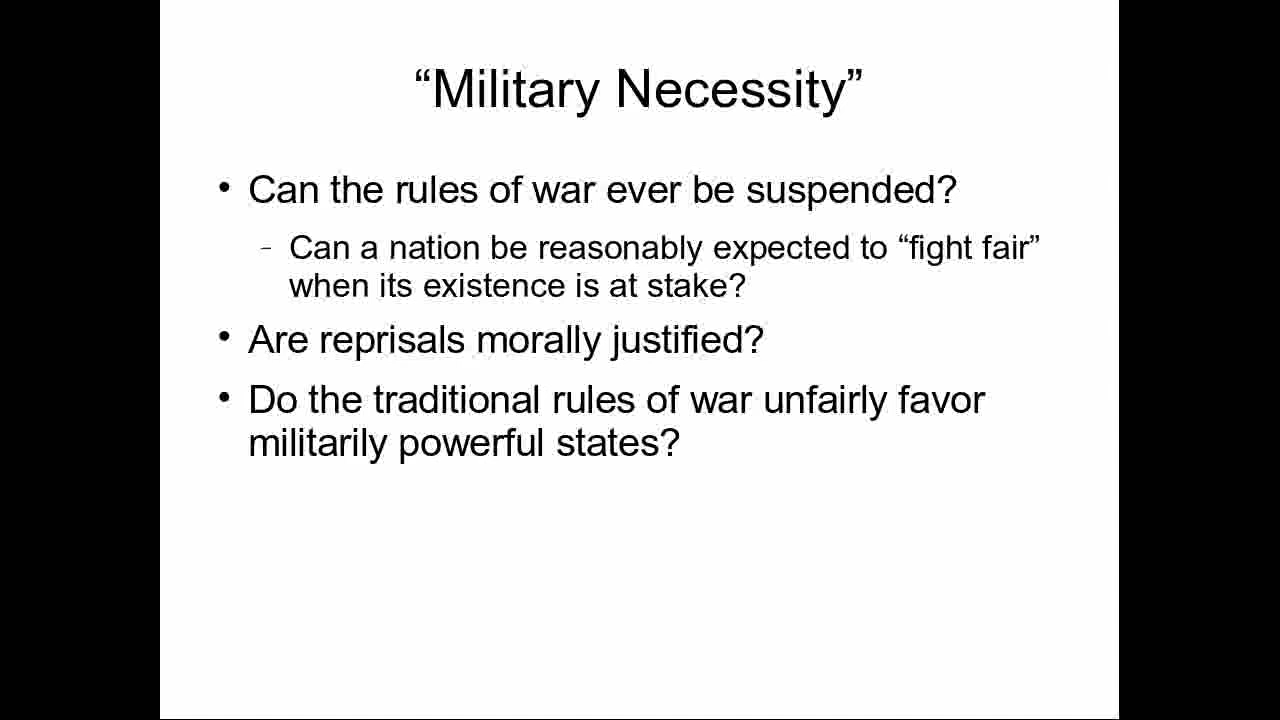 “Military Necessity”
• Can the rules of war ever be suspended?
– Can a nation be reasonably expected to “fight fair”
when its existence is at stake?
• Are reprisals morally justified?
• Do the traditional rules of war unfairly favor
militarily powerful states?